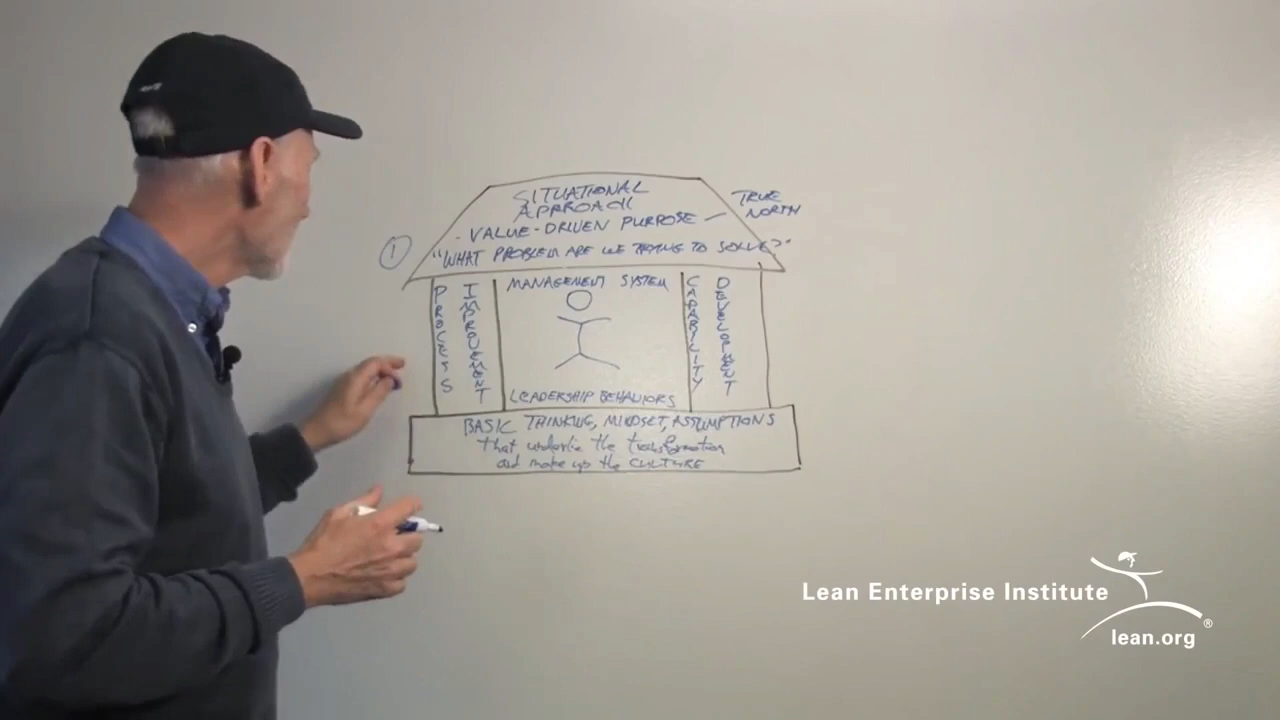 SITUATIONAL
APPROACH
- VALUE-DRIVEN PURPOSE — TRUE NORTH
① "WHAT PROBLEM ARE WE TRYING TO SOLVE?"
PROCESS
IMPROVEMENT
MANAGEMENT SYSTEM
LEADERSHIP BEHAVIORS
CAPABILITY
DEVELOPMENT
BASIC THINKING, MINDSET, ASSUMPTIONS
that underlie the transformation
and make up the CULTURE
Lean Enterprise Institute
lean.org®